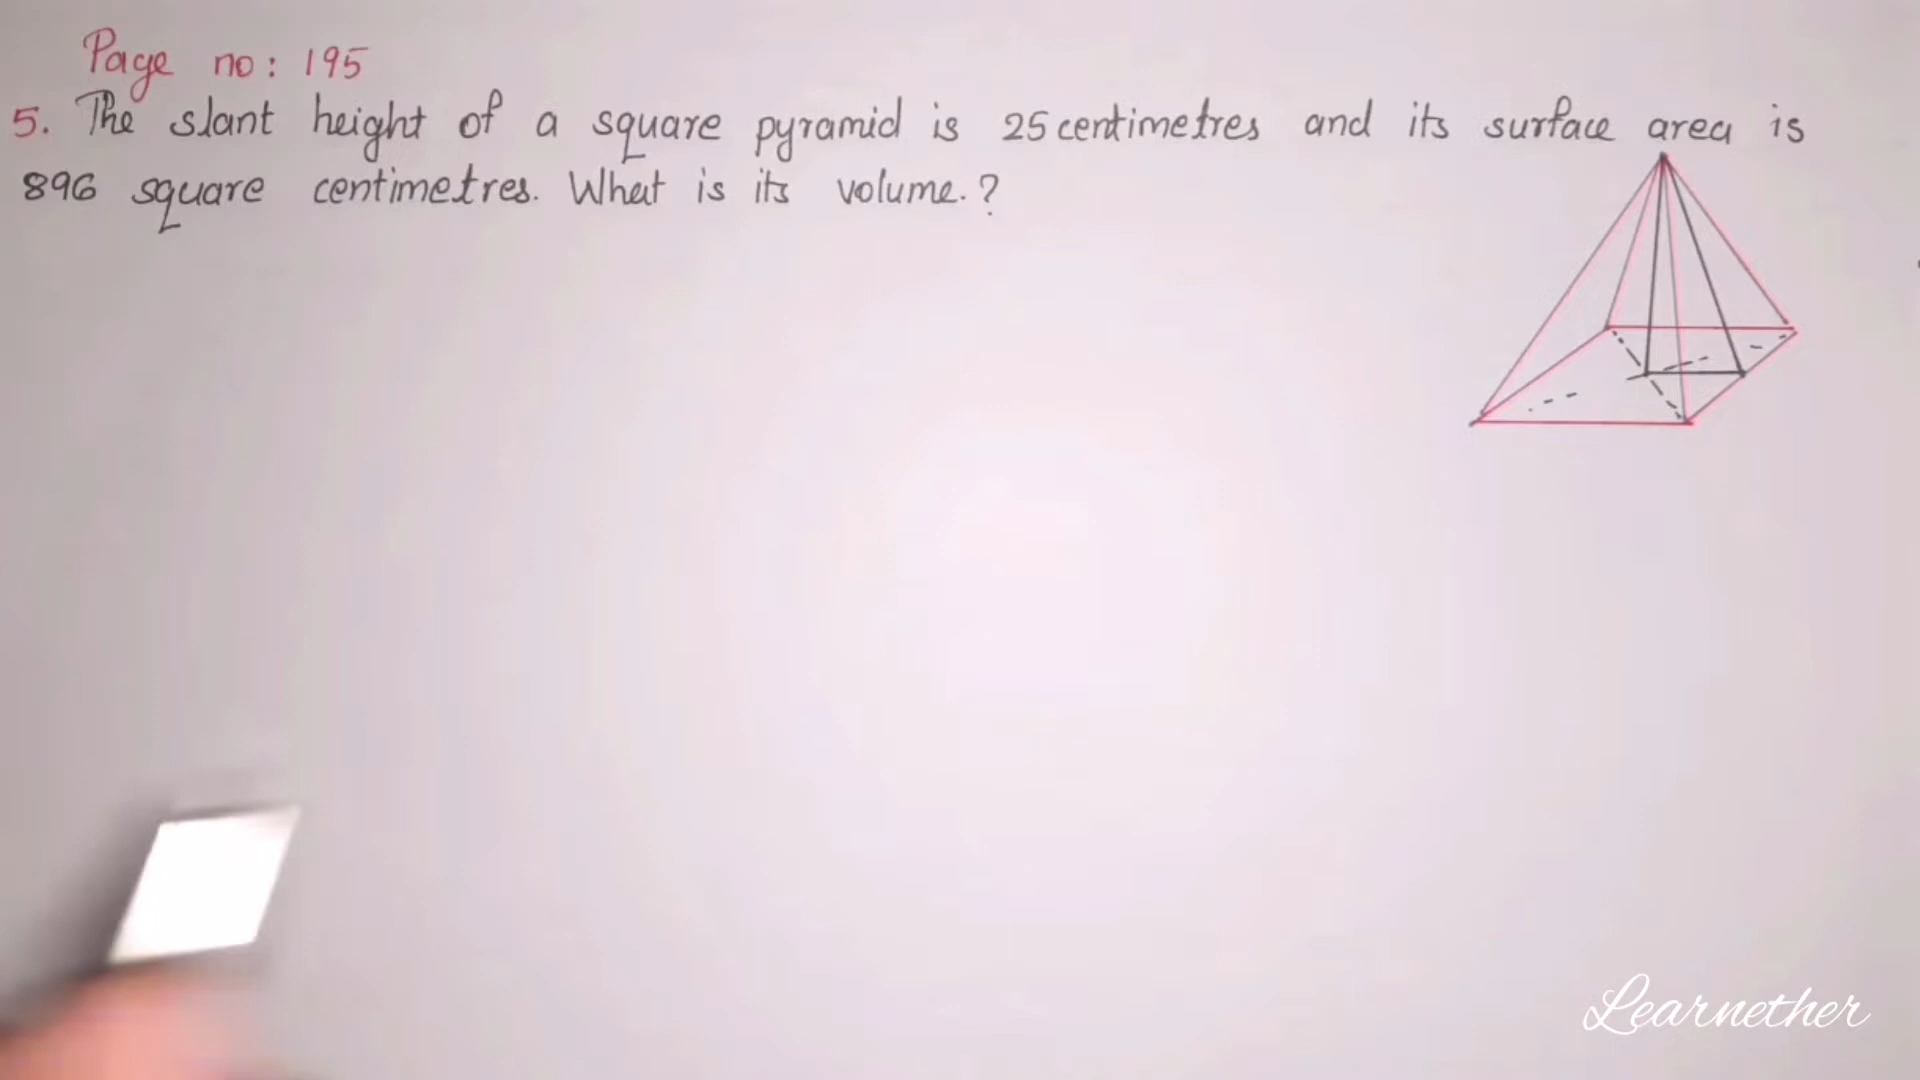 Page no: 195
5. The slant height of a square pyramid is 25 centimetres and its surface area is
896 square centimetres. What is its volume.?
Learnether